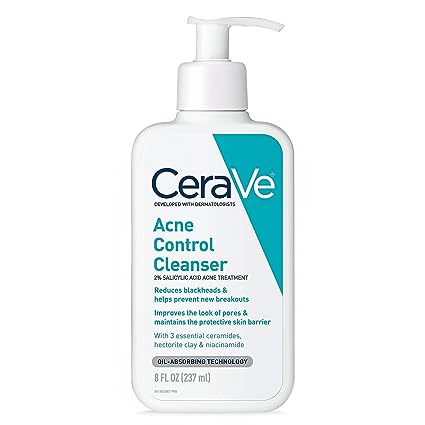 CeraVe®
DEVELOPED WITH DERMATOLOGISTS
Acne
Control
Cleanser
2% SALICYLIC ACID ACNE TREATMENT
Reduces blackheads &
helps prevent new breakouts
Improves the look of pores &
maintains the protective skin barrier
With 3 essential ceramides,
hectorite clay & niacinamide
OIL-ABSORBING TECHNOLOGY
8 FL OZ (237 ml)